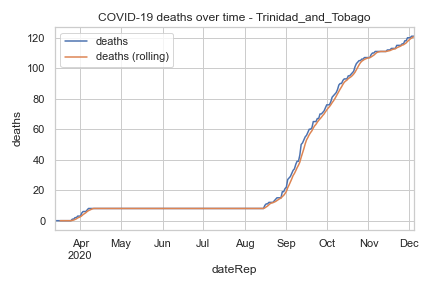 COVID-19 deaths over time - Trinidad_and_Tobago
deaths
deaths (rolling)
120
100
80
60
40
20
0
deaths
Apr May Jun Jul Aug Sep Oct Nov Dec
2020
dateRep